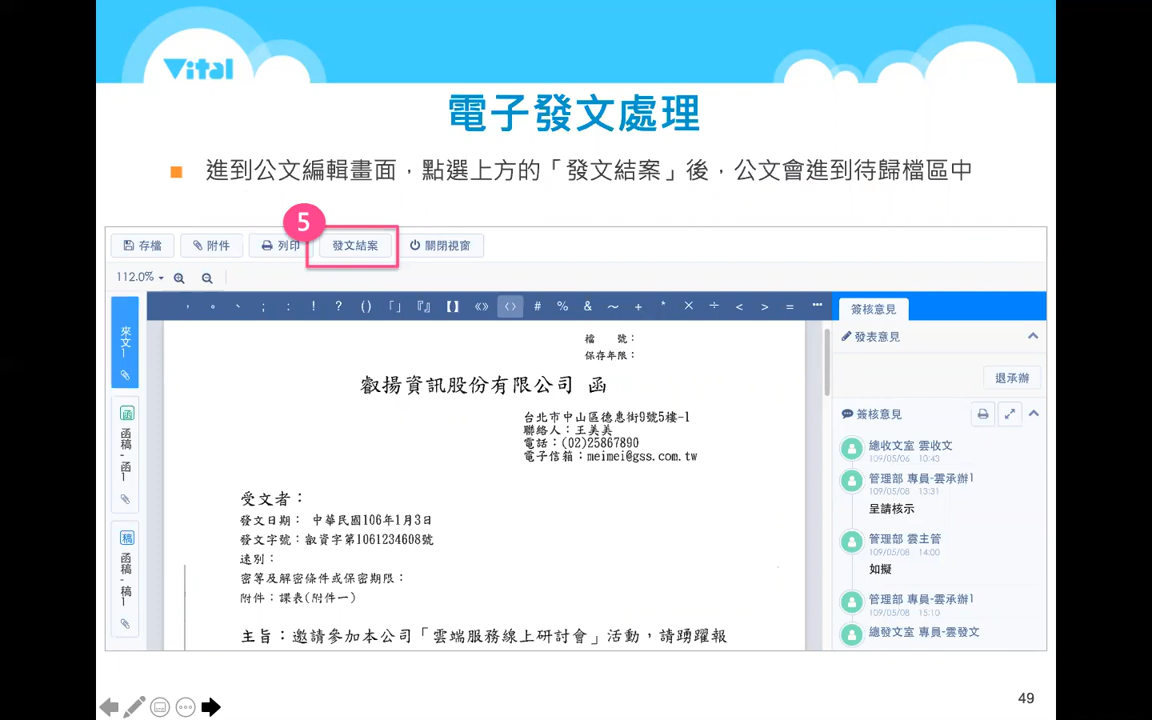 Vital
電子發文處理
進到公文編輯畫面，點選上方的「發文結案」後，公文會進到待歸檔區中
5
存檔 附件 列印 發文結案 關閉視窗
112.0%
， 。 、 ； ： ！ ？ () 「」 『』 【】 《》 〈〉 # % & ～ + * × ÷ < > = •••
來文1
函
函稿-函1
稿
函稿-稿1
檔　　號：
保存年限：
叡揚資訊股份有限公司 函
台北市中山區德惠街9號5樓-1
聯絡人：王美美
電話：(02)25867890
電子信箱：meimei@gss.com.tw
受文者：
發文日期： 中華民國106年1月3日
發文字號：叡資字第1061234608號
速別：
密等及解密條件或保密期限：
附件：課表(附件一)
主旨：邀請參加本公司「雲端服務線上研討會」活動，請踴躍報
簽核意見
發表意見
退承辦
簽核意見
總收文室 雲收文
109/05/06 10:43
管理部 專員-雲承辦1
109/05/08 13:31
呈請核示
管理部 雲主管
109/05/08 14:00
如擬
管理部 專員-雲承辦1
109/05/08 15:10
總發文室 專員-雲發文
49